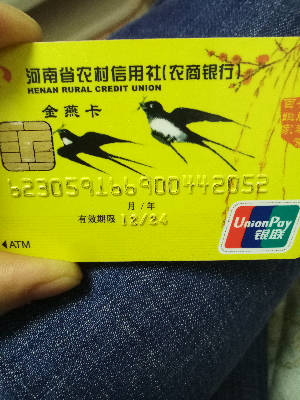 河南省农村信用社(农商银行)
HENAN RURAL CREDIT UNION
金燕卡
月/年
有效期限 12/24
ATM
UnionPay
银联